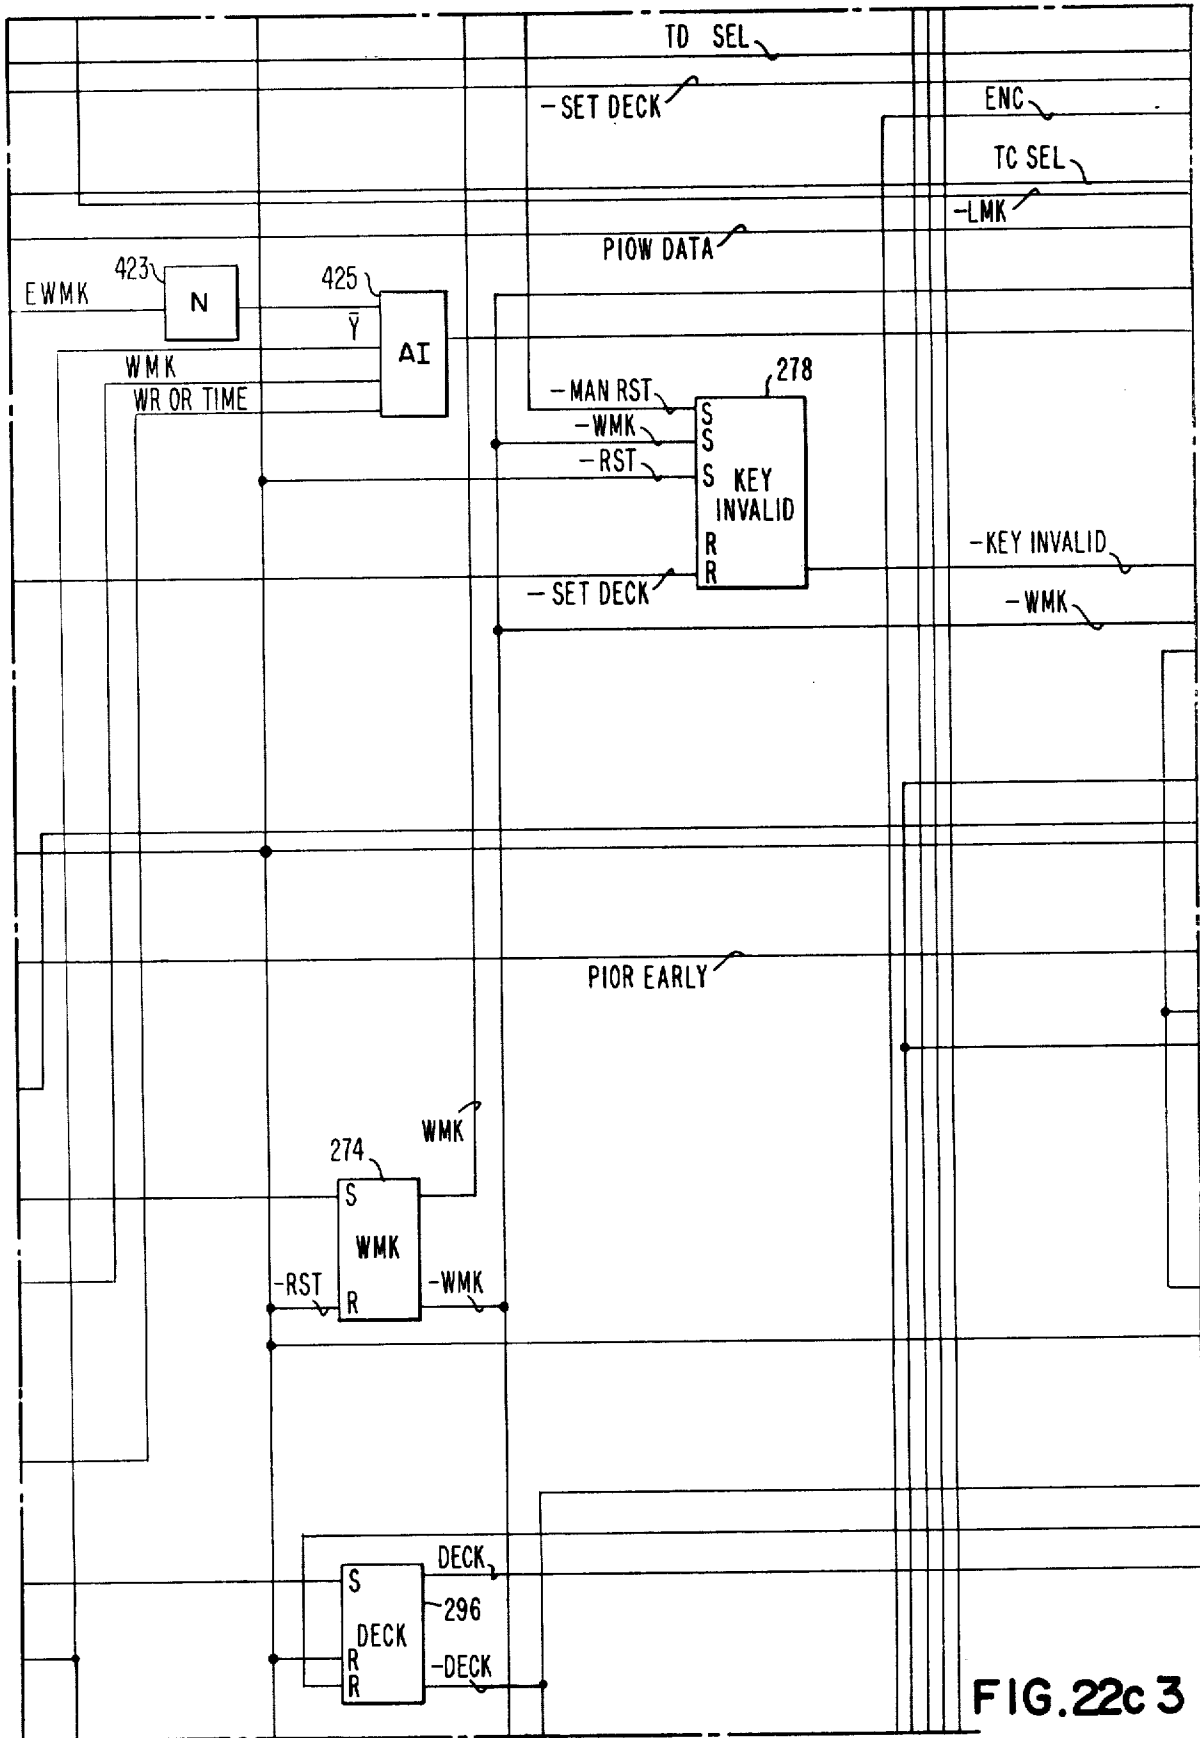 TD SEL
-SET DECK
ENC
TC SEL
-LMK
PIOW DATA
423
425
EWMK
N
Y̅
AI
WMK
WR OR TIME
278
-MAN RST
S
-WMK
S
-RST
S
KEY
INVALID
R
-KEY INVALID
R
-SET DECK
-WMK
PIOR EARLY
WMK
274
S
WMK
-RST
R
-WMK
DECK
S
296
DECK
R
-DECK
R
FIG.22c 3